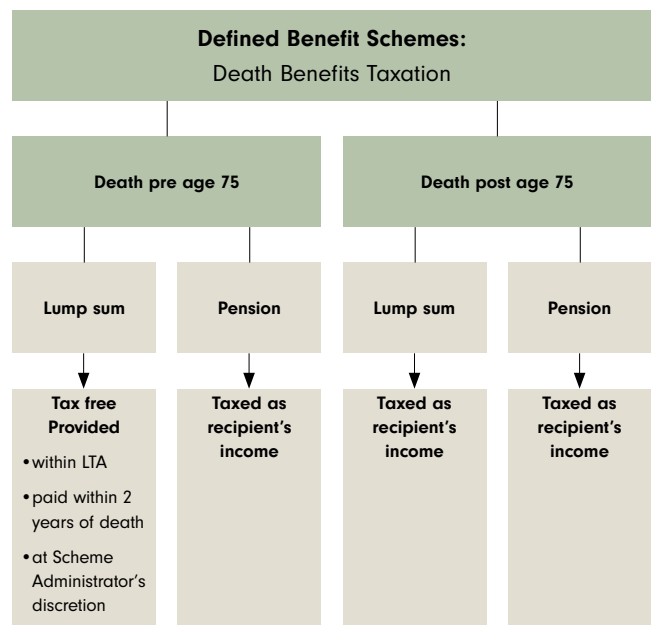 Defined Benefit Schemes:
Death Benefits Taxation
Death pre age 75
Death post age 75
Lump sum
Pension
Lump sum
Pension
Tax free
Provided
• within LTA
• paid within 2
years of death
• at Scheme
Administrator's
discretion
Taxed as
recipient's
income
Taxed as
recipient's
income
Taxed as
recipient's
income